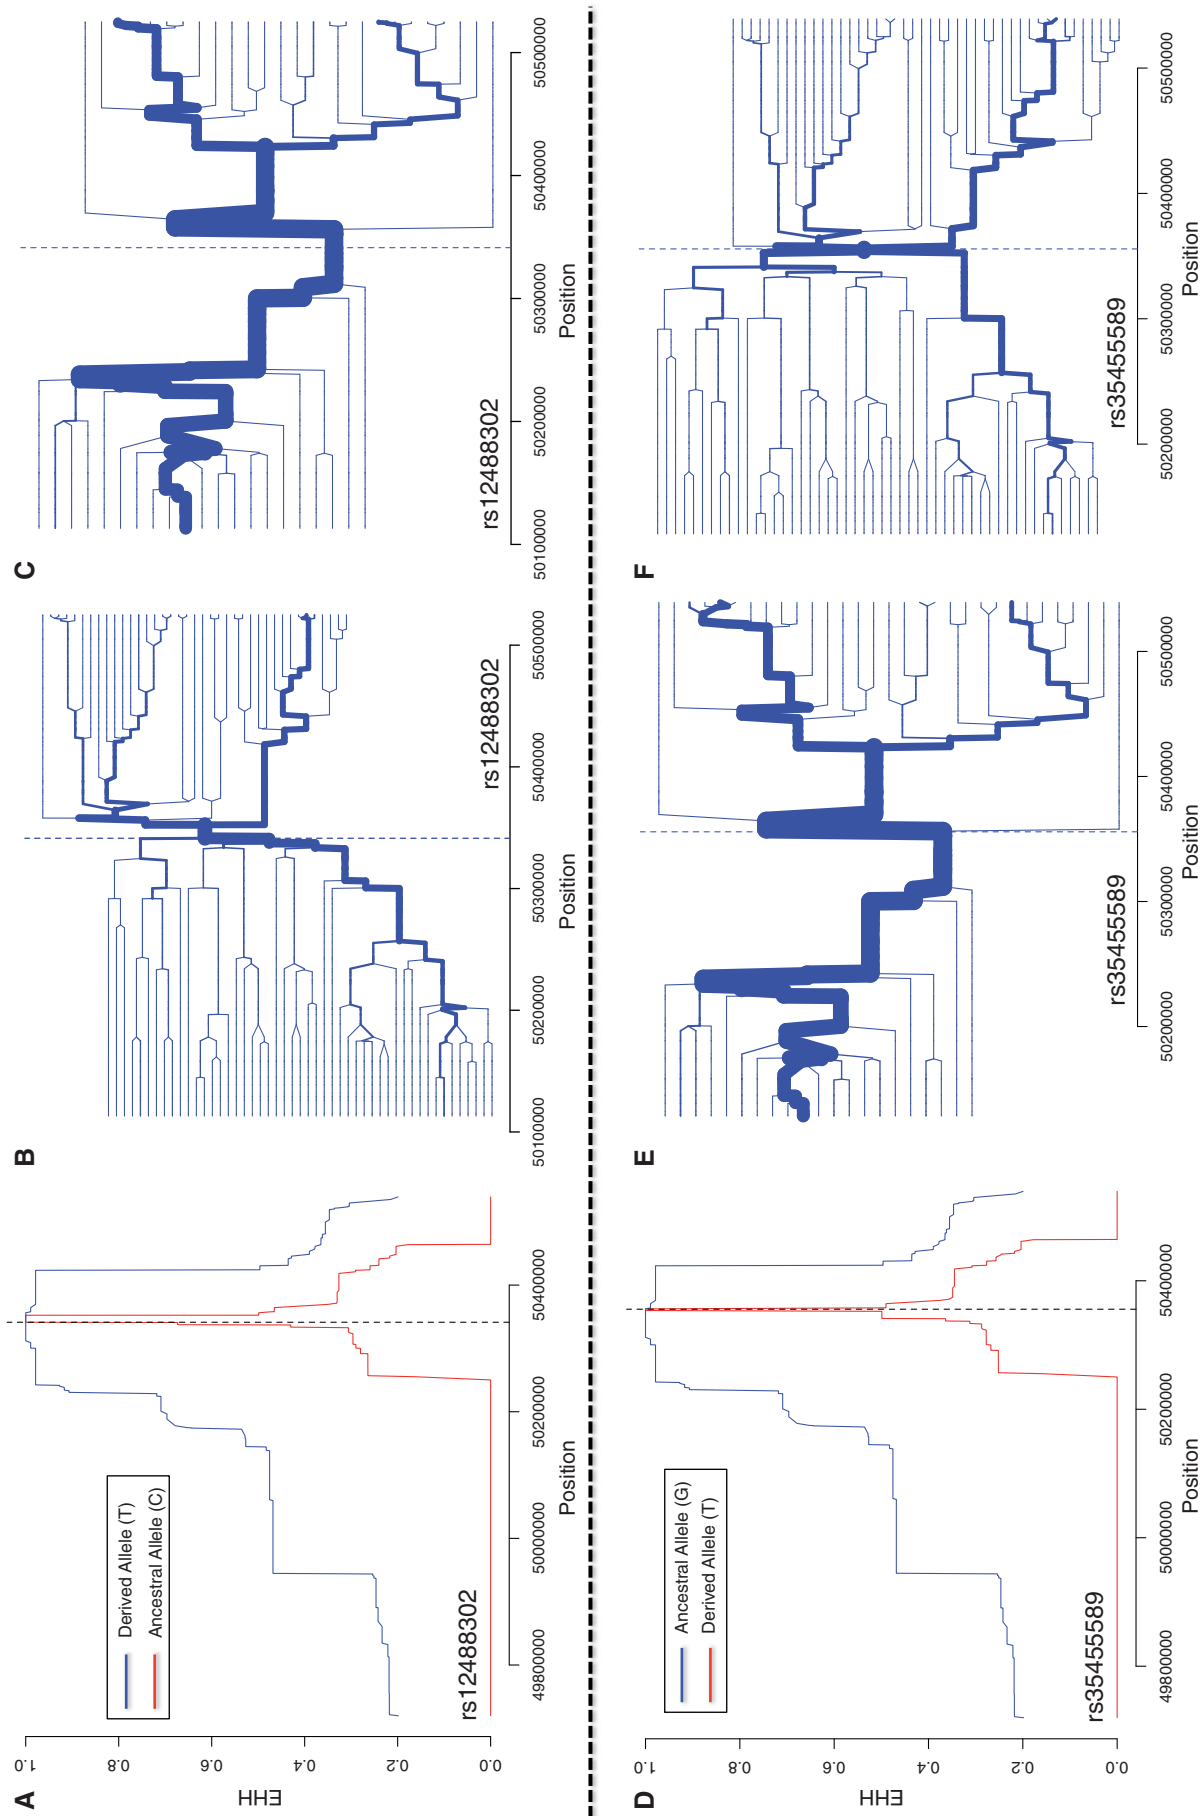 A
EHH
0.0 0.2 0.4 0.6 0.8 1.0
Derived Allele (T)
Ancestral Allele (C)
rs12488302
49800000 50000000 50200000 50400000
Position
B
rs12488302
50100000 50200000 50300000 50400000 50500000
Position
C
rs12488302
50100000 50200000 50300000 50400000 50500000
Position
D
EHH
0.0 0.2 0.4 0.6 0.8 1.0
Ancestral Allele (G)
Derived Allele (T)
rs35455589
49800000 50000000 50200000 50400000
Position
E
rs35455589
50200000 50300000 50400000 50500000
Position
F
rs35455589
50200000 50300000 50400000 50500000
Position